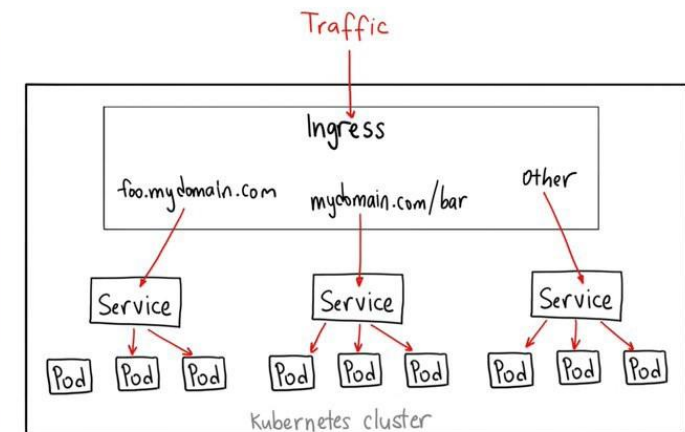 Traffic
Ingress
foo.mydomain.com
mydomain.com/bar
Other
Service
Service
Service
Pod
Pod
Pod
Pod
Pod
Pod
Pod
Pod
Pod
Kubernetes cluster